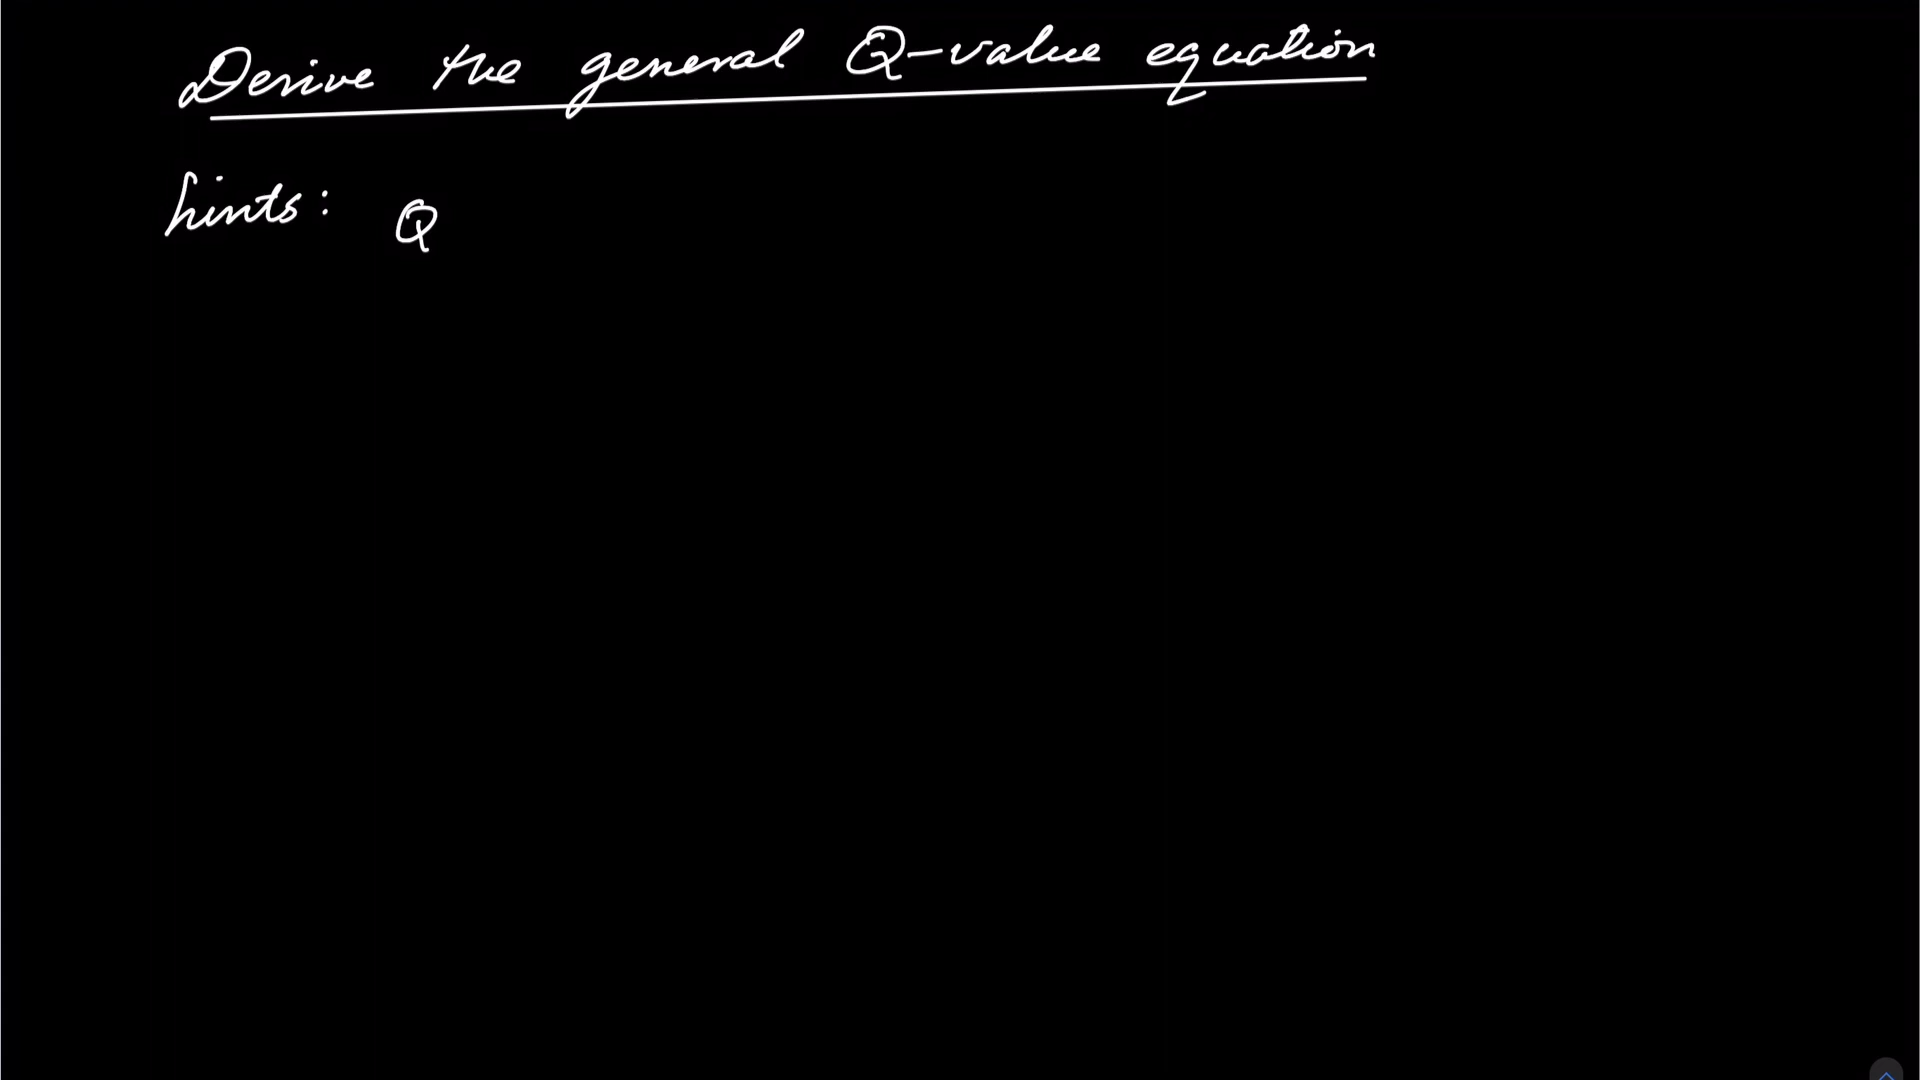 Derive the general Q-value equation
hints: Q